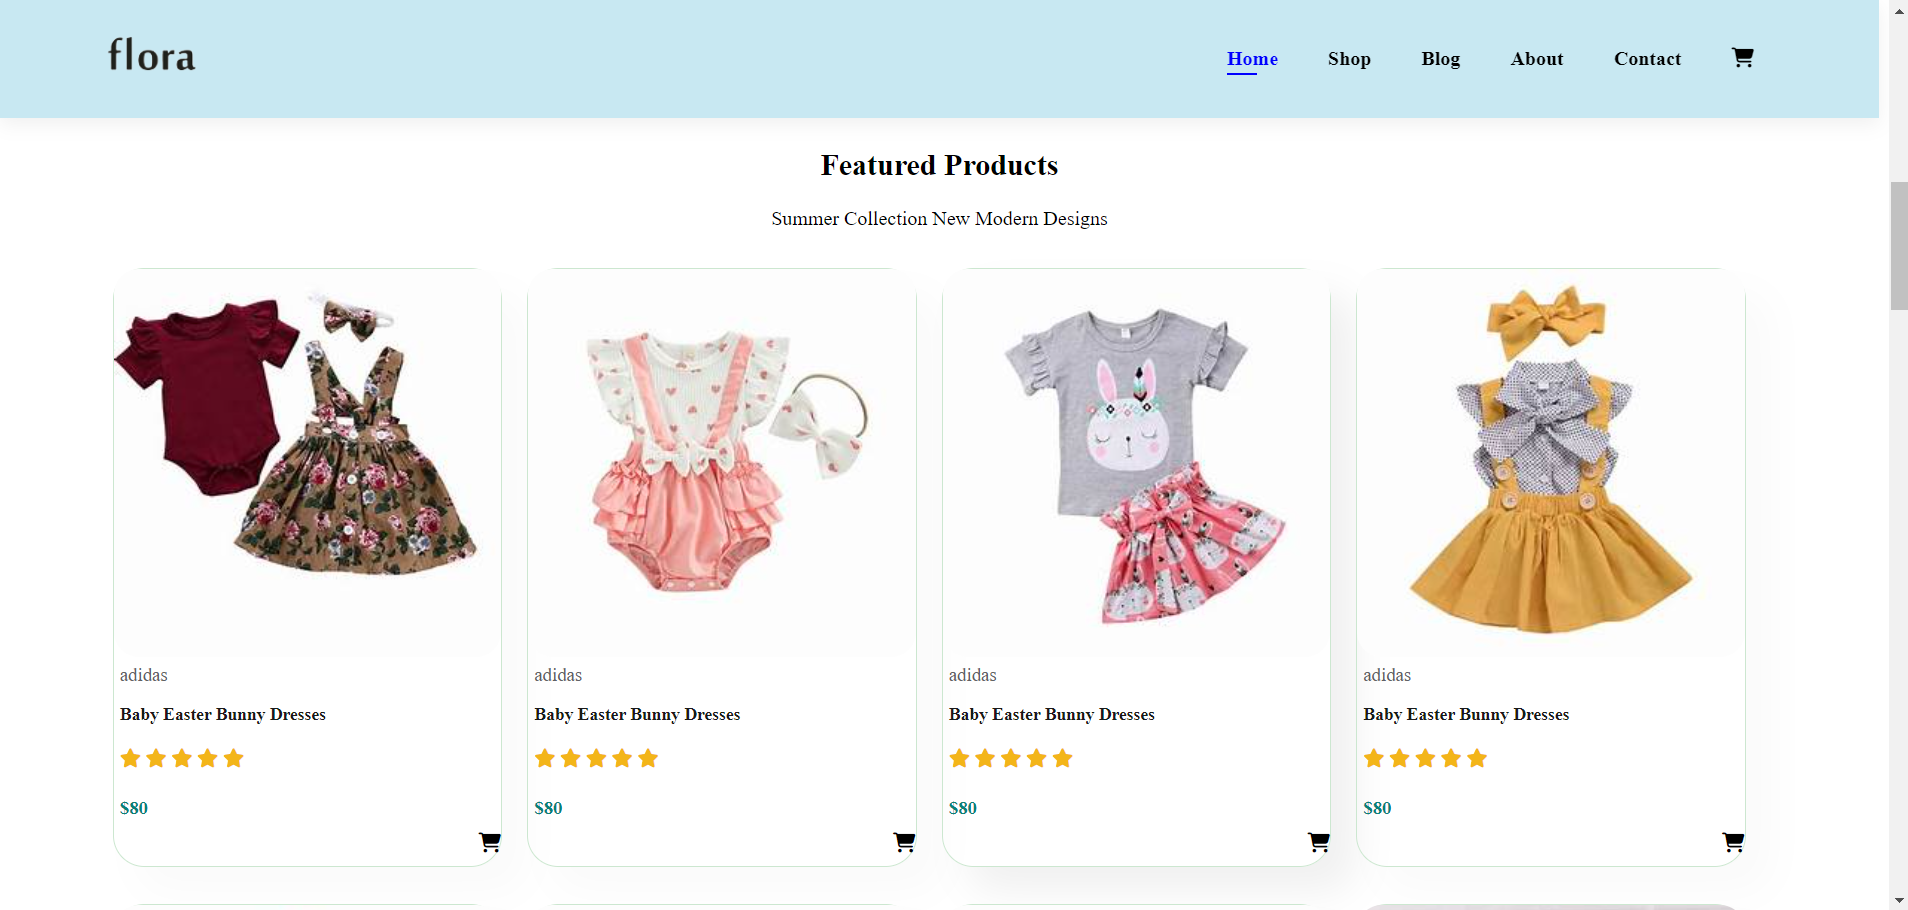 flora
Home Shop Blog About Contact
Featured Products
Summer Collection New Modern Designs
adidas adidas adidas adidas
Baby Easter Bunny Dresses Baby Easter Bunny Dresses Baby Easter Bunny Dresses Baby Easter Bunny Dresses
$80 $80 $80 $80